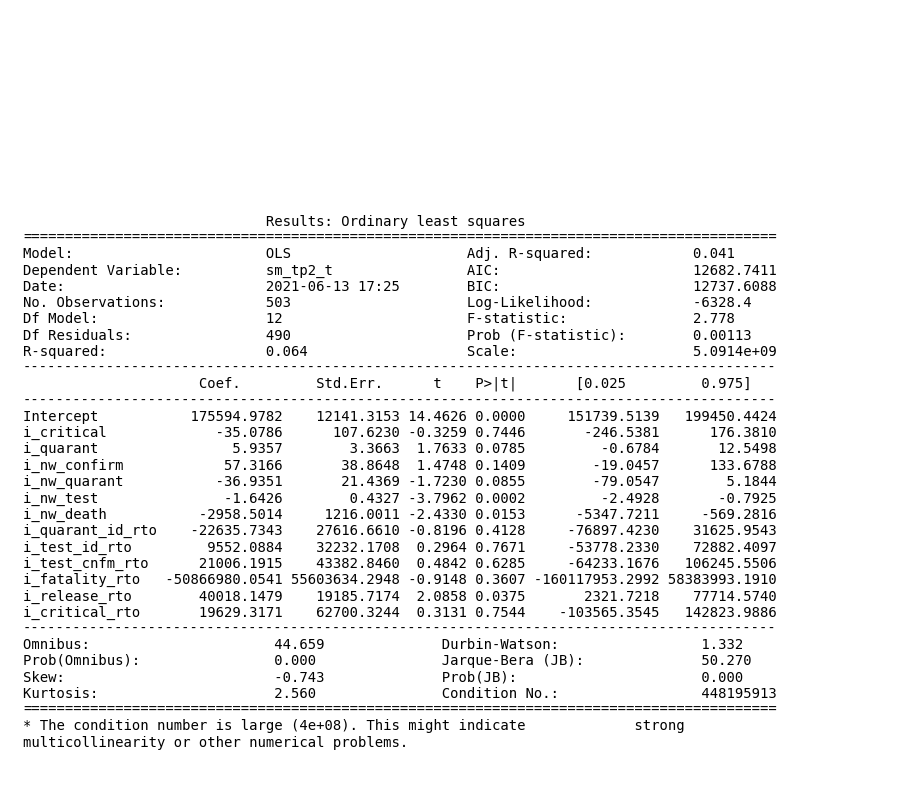 Results: Ordinary least squares
==========================================================================================
Model: OLS Adj. R-squared: 0.041
Dependent Variable: sm_tp2_t AIC: 12682.7411
Date: 2021-06-13 17:25 BIC: 12737.6088
No. Observations: 503 Log-Likelihood: -6328.4
Df Model: 12 F-statistic: 2.778
Df Residuals: 490 Prob (F-statistic): 0.00113
R-squared: 0.064 Scale: 5.0914e+09
------------------------------------------------------------------------------------------
Coef. Std.Err. t P>|t| [0.025 0.975]
------------------------------------------------------------------------------------------
Intercept 175594.9782 12141.3153 14.4626 0.0000 151739.5139 199450.4424
i_critical -35.0786 107.6230 -0.3259 0.7446 -246.5381 176.3810
i_quarant 5.9357 3.3663 1.7633 0.0785 -0.6784 12.5498
i_nw_confirm 57.3166 38.8648 1.4748 0.1409 -19.0457 133.6788
i_nw_quarant -36.9351 21.4369 -1.7230 0.0855 -79.0547 5.1844
i_nw_test -1.6426 0.4327 -3.7962 0.0002 -2.4928 -0.7925
i_nw_death -2958.5014 1216.0011 -2.4330 0.0153 -5347.7211 -569.2816
i_quarant_id_rto -22635.7343 27616.6610 -0.8196 0.4128 -76897.4230 31625.9543
i_test_id_rto 9552.0884 32232.1708 0.2964 0.7671 -53778.2330 72882.4097
i_test_cnfm_rto 21006.1915 43382.8460 0.4842 0.6285 -64233.1676 106245.5506
i_fatality_rto -50866980.0541 55603634.2948 -0.9148 0.3607 -160117953.2992 58383993.1910
i_release_rto 40018.1479 19185.7174 2.0858 0.0375 2321.7218 77714.5740
i_critical_rto 19629.3171 62700.3244 0.3131 0.7544 -103565.3545 142823.9886
------------------------------------------------------------------------------------------
Omnibus: 44.659 Durbin-Watson: 1.332
Prob(Omnibus): 0.000 Jarque-Bera (JB): 50.270
Skew: -0.743 Prob(JB): 0.000
Kurtosis: 2.560 Condition No.: 448195913
==========================================================================================
* The condition number is large (4e+08). This might indicate strong
multicollinearity or other numerical problems.